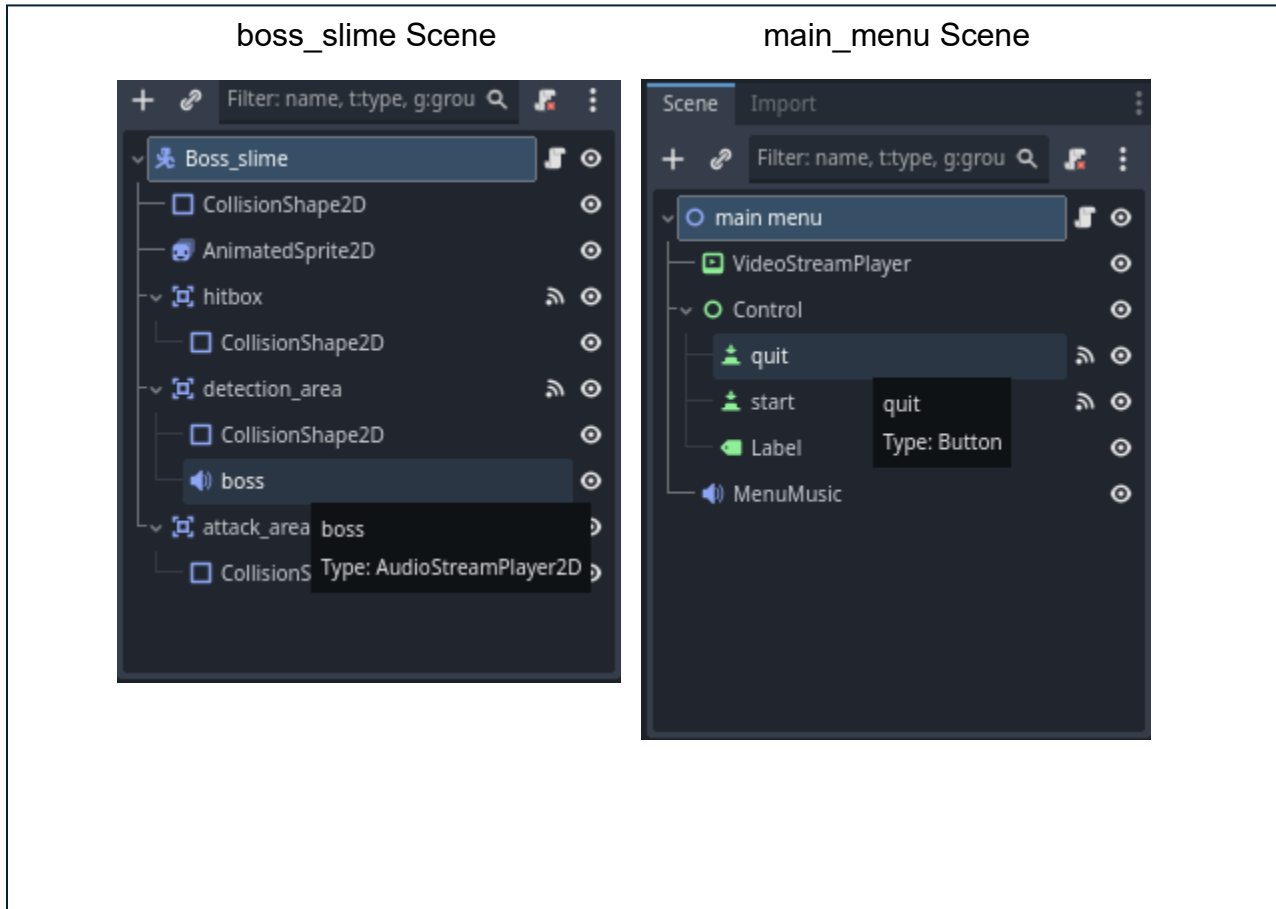 boss_slime Scene
Filter: name, t:type, g:grou
Boss_slime
CollisionShape2D
AnimatedSprite2D
hitbox
CollisionShape2D
detection_area
CollisionShape2D
boss
attack_area
CollisionS
boss
Type: AudioStreamPlayer2D
main_menu Scene
Scene Import
Filter: name, t:type, g:grou
main menu
VideoStreamPlayer
Control
quit
start
Label
MenuMusic
quit
Type: Button